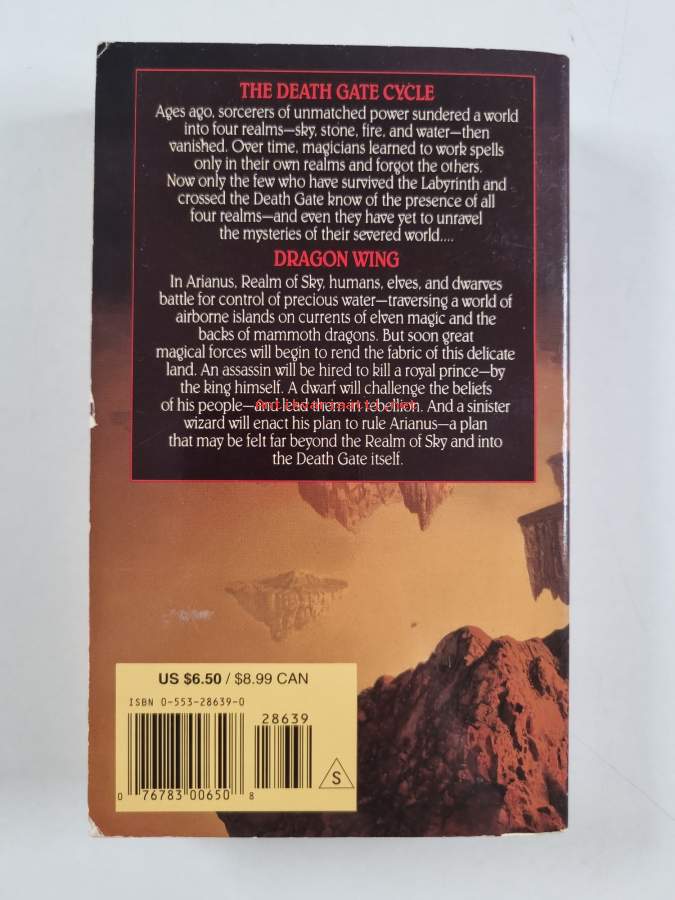 THE DEATH GATE CYCLE
Ages ago, sorcerers of unmatched power sundered a world
into four realms—sky, stone, fire, and water—then
vanished. Over time, magicians learned to work spells
only in their own realms and forgot the others.
Now only the few who have survived the Labyrinth and
crossed the Death Gate know of the presence of all
four realms—and even they have yet to unravel
the mysteries of their severed world....
DRAGON WING
In Arianus, Realm of Sky, humans, elves, and dwarves
battle for control of precious water—traversing a world of
airborne islands on currents of elven magic and the
backs of mammoth dragons. But soon great
magical forces will begin to rend the fabric of this delicate
land. An assassin will be hired to kill a royal prince—by
the king himself. A dwarf will challenge the beliefs
of his people—and lead them in rebellion. And a sinister
wizard will enact his plan to rule Arianus—a plan
that may be felt far beyond the Realm of Sky and into
the Death Gate itself.
US $6.50 / $8.99 CAN
ISBN 0-553-28639-0
28639
S
0 76783 00650 8